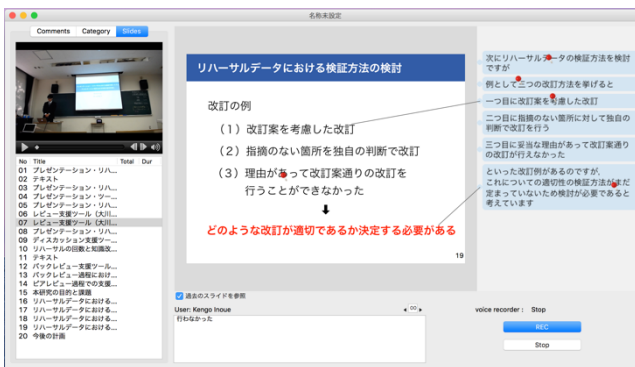 名称未設定
Comments
Category
Slides
No Title Total Dur
01 プレゼンテーション・リハ...
02 テキスト
03 プレゼンテーション・リハ...
04 プレゼンテーション・ツー...
05 プレゼンテーション・リハ...
06 レビュー支援ツール（大川...
07 レビュー支援ツール（大川...
08 プレゼンテーション・リハ...
09 ディスカッション支援ツー...
10 リハーサルの回数と知識改...
11 テキスト
12 バックレビュー支援ツール...
13 バックレビュー過程におけ...
14 ピアレビュー過程での支援...
15 本研究の目的と課題
16 リハーサルデータにおける...
17 リハーサルデータにおける...
18 リハーサルデータにおける...
19 リハーサルデータにおける...
20 今後の計画
リハーサルデータにおける検証方法の検討
改訂の例
（1）改訂案を考慮した改訂
（2）指摘のない箇所を独自の判断で改訂
（3）理由があって改訂案通りの改訂を
行うことができなかった
どのような改訂が適切であるか決定する必要がある
19
次にリハーサルデータの検証方法を検討
ですが
例として三つの改訂方法を挙げると
一つ目に改訂案を考慮した改訂
二つ目に指摘のない箇所に対して独自の
判断で改訂を行う
三つ目に妥当な理由があって改訂案通り
の改訂が行えなかった
といった改訂例があるのですが、
これについての適切性の検証方法がまだ
定まっていないため検討が必要であると
考えています
過去のスライドを参照
User: Kengo Inoue
行わなかった
voice recorder： Stop
REC
Stop